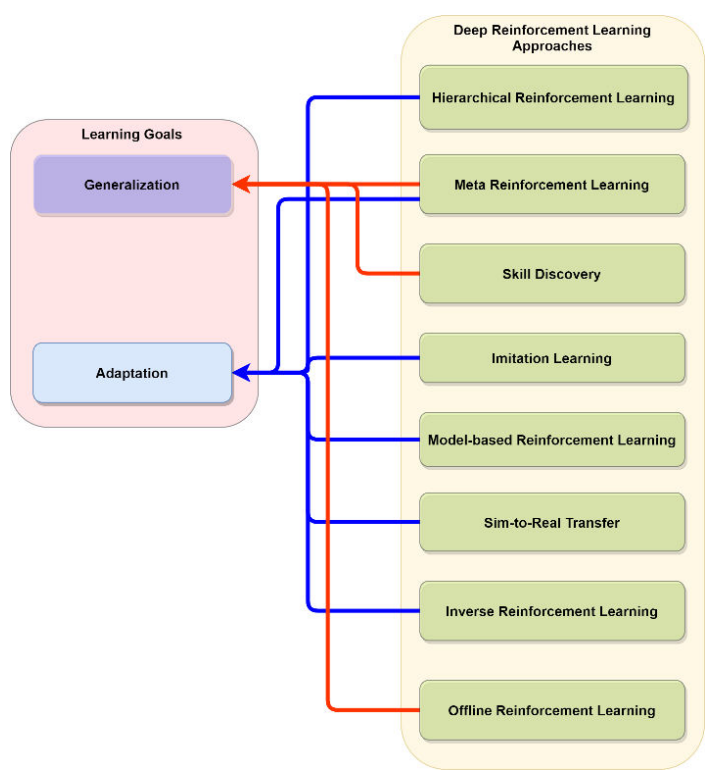 Deep Reinforcement Learning
Approaches
Hierarchical Reinforcement Learning
Learning Goals
Generalization
Meta Reinforcement Learning
Skill Discovery
Imitation Learning
Adaptation
Model-based Reinforcement Learning
Sim-to-Real Transfer
Inverse Reinforcement Learning
Offline Reinforcement Learning